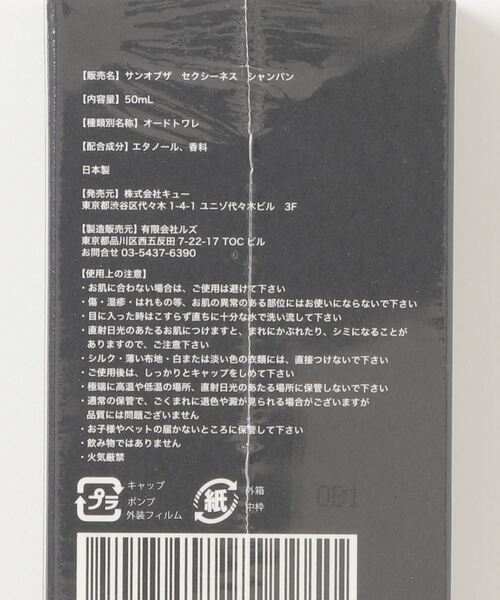 【販売名】サンオブザ　セクシーネス　シャンパン
【内容量】50mL
【種類別名称】オードトワレ
【配合成分】エタノール、香料
日本製
【発売元】株式会社キュー
東京都渋谷区代々木 1-4-1 ユニゾ代々木ビル　3F
【製造販売元】有限会社ルズ
東京都品川区西五反田 7-22-17 TOC ビル
お問合せ 03-5437-6390
【使用上の注意】
・お肌に合わない場合は、ご使用は避けて下さい
・傷・湿疹・はれもの等、お肌の異常のある部位にはお使いにならないで下さい
・目に入った時はこすらず直ちに十分な水で洗い流して下さい
・直射日光のあたるお肌につけますと、まれにかぶれたり、シミになることが
ありますので、ご注意下さい
・シルク・薄い布地・白または淡い色の衣類には、直接つけないで下さい
・ご使用後は、しっかりとキャップをしめて下さい
・極端に高温や低温の場所、直射日光のあたる場所に保管しないで下さい
・通常の保管で、ごくまれに退色や澱が見られる場合がございますが
品質には問題ございません
・お子様やペットの届かないところに保管して下さい
・飲み物ではありません
・火気厳禁
プラ
キャップ
ポンプ
外装フィルム
紙
外箱
中枠
0B1